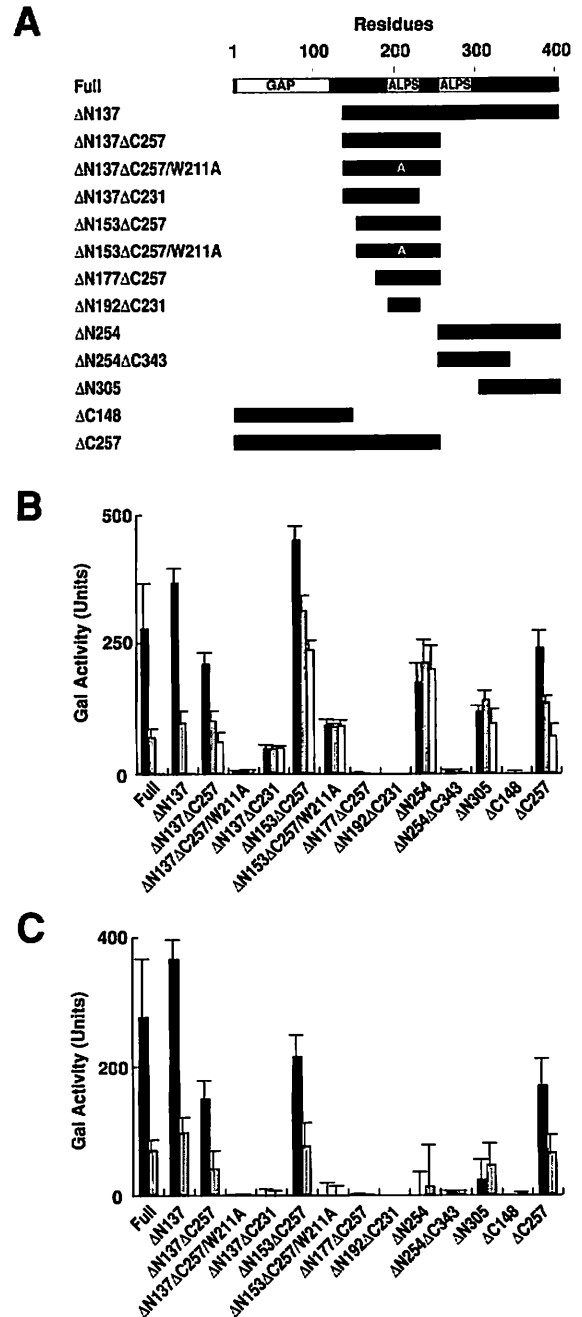 A
Residues
1 100 200 300 400
Full GAP ALPS ALPS
ΔN137
ΔN137ΔC257
ΔN137ΔC257/W211A A
ΔN137ΔC231
ΔN153ΔC257
ΔN153ΔC257/W211A A
ΔN177ΔC257
ΔN192ΔC231
ΔN254
ΔN254ΔC343
ΔN305
ΔC148
ΔC257
B
Gal Activity (Units)
500
250
0
Full
ΔN137
ΔN137ΔC257
ΔN137ΔC257/W211A
ΔN137ΔC231
ΔN153ΔC257
ΔN153ΔC257/W211A
ΔN177ΔC257
ΔN192ΔC231
ΔN254
ΔN254ΔC343
ΔN305
ΔC148
ΔC257
C
Gal Activity (Units)
400
200
0
Full
ΔN137
ΔN137ΔC257
ΔN137ΔC257/W211A
ΔN137ΔC231
ΔN153ΔC257
ΔN153ΔC257/W211A
ΔN177ΔC257
ΔN192ΔC231
ΔN254
ΔN254ΔC343
ΔN305
ΔC148
ΔC257